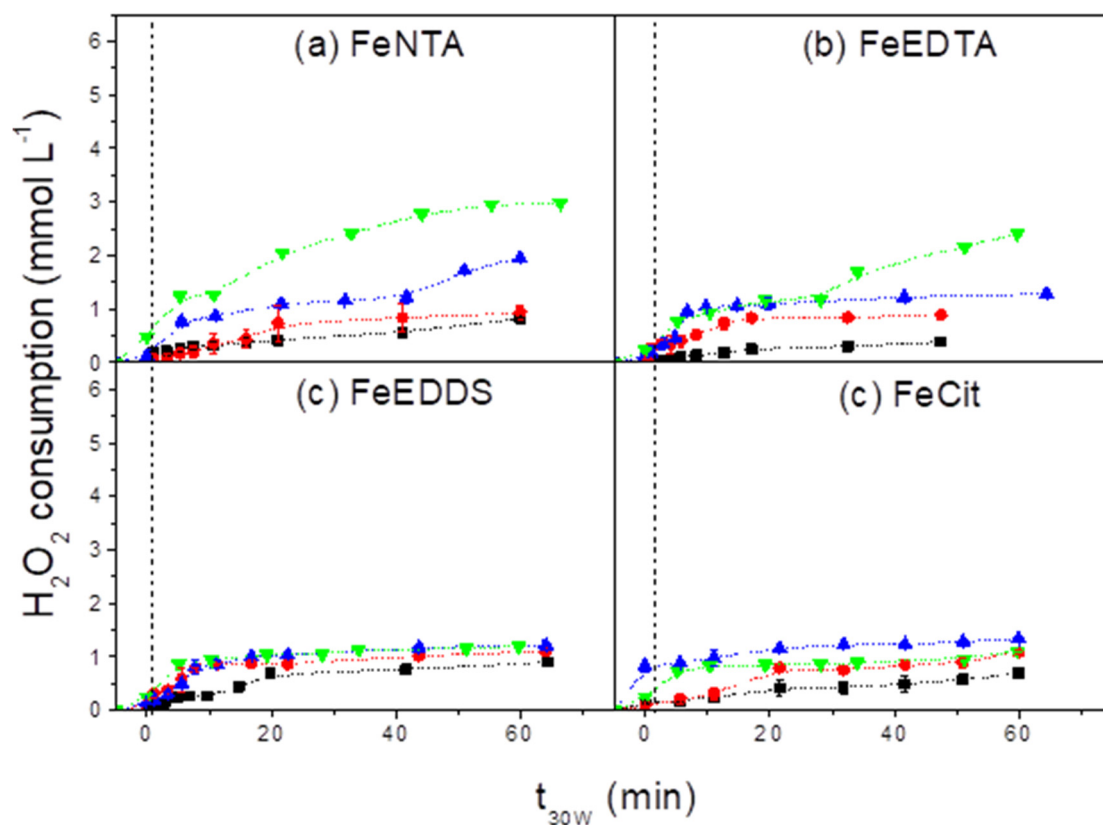 H₂O₂ consumption (mmol L⁻¹)
(a) FeNTA
(b) FeEDTA
6
5
4
3
2
1
0
(c) FeEDDS
(c) FeCit
6
5
4
3
2
1
0
0 20 40 60 0 20 40 60
t₃₀W (min)